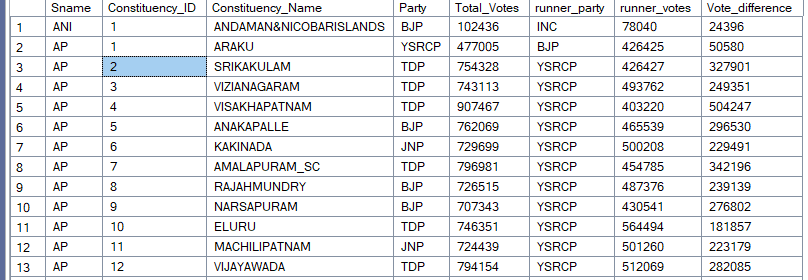 Sname Constituency_ID Constituency_Name Party Total_Votes runner_party runner_votes Vote_difference
1 ANI 1 ANDAMAN&NICOBARISLANDS BJP 102436 INC 78040 24396
2 AP 1 ARAKU YSRCP 477005 BJP 426425 50580
3 AP 2 SRIKAKULAM TDP 754328 YSRCP 426427 327901
4 AP 3 VIZIANAGARAM TDP 743113 YSRCP 493762 249351
5 AP 4 VISAKHAPATNAM TDP 907467 YSRCP 403220 504247
6 AP 5 ANAKAPALLE BJP 762069 YSRCP 465539 296530
7 AP 6 KAKINADA JNP 729699 YSRCP 500208 229491
8 AP 7 AMALAPURAM_SC TDP 796981 YSRCP 454785 342196
9 AP 8 RAJAHMUNDRY BJP 726515 YSRCP 487376 239139
10 AP 9 NARSAPURAM BJP 707343 YSRCP 430541 276802
11 AP 10 ELURU TDP 746351 YSRCP 564494 181857
12 AP 11 MACHILIPATNAM JNP 724439 YSRCP 501260 223179
13 AP 12 VIJAYAWADA TDP 794154 YSRCP 512069 282085